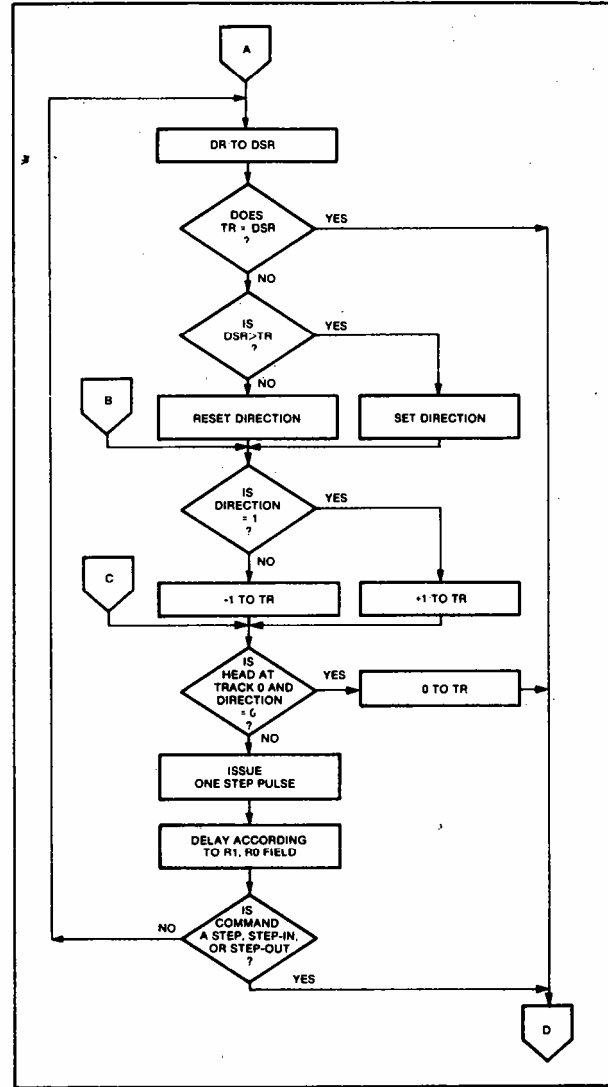 A
DR TO DSR
DOES
TR = DSR
?
YES
NO
IS
DSR>TR
?
YES
NO
B
RESET DIRECTION
SET DIRECTION
IS
DIRECTION
= 1
?
YES
NO
C
-1 TO TR
+1 TO TR
IS
HEAD AT
TRACK 0 AND
DIRECTION
= 0
?
YES
0 TO TR
NO
ISSUE
ONE STEP PULSE
DELAY ACCORDING
TO R1, R0 FIELD
IS
COMMAND
A STEP, STEP-IN,
OR STEP-OUT
?
NO
YES
D